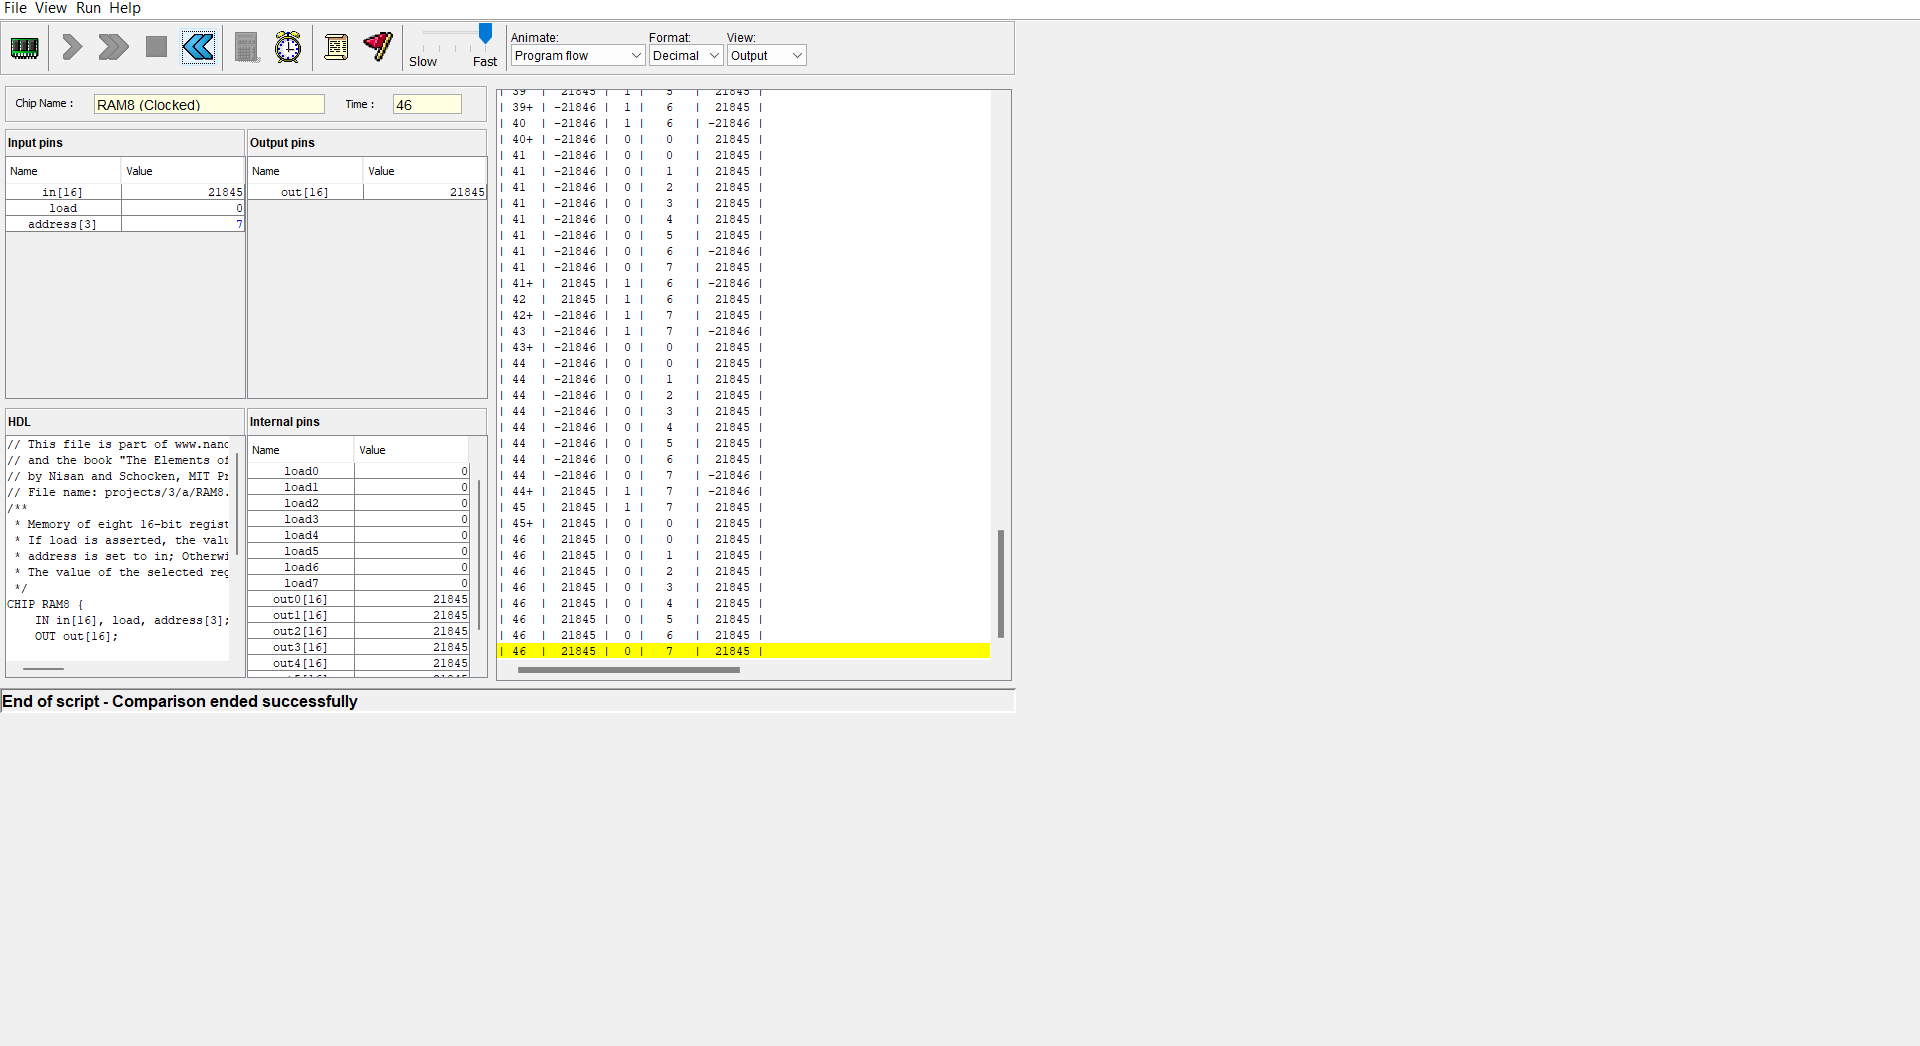 File View Run Help
Slow Fast
Animate: Format: View:
Program flow Decimal Output
Chip Name : RAM8 (Clocked) Time : 46
Input pins
Name Value
in[16] 21845
load 0
address[3] 7
Output pins
Name Value
out[16] 21845
HDL
// This file is part of www.nand
// and the book "The Elements of
// by Nisan and Schocken, MIT Pr
// File name: projects/3/a/RAM8.
/**
* Memory of eight 16-bit regist
* If load is asserted, the valu
* address is set to in; Otherwi
* The value of the selected reg
*/
CHIP RAM8 {
IN in[16], load, address[3];
OUT out[16];
Internal pins
Name Value
load0 0
load1 0
load2 0
load3 0
load4 0
load5 0
load6 0
load7 0
out0[16] 21845
out1[16] 21845
out2[16] 21845
out3[16] 21845
out4[16] 21845
| 39 | 21845 | 1 | 5 | 21845 |
| 39+ | -21846 | 1 | 6 | 21845 |
| 40 | -21846 | 1 | 6 | -21846 |
| 40+ | -21846 | 0 | 0 | 21845 |
| 41 | -21846 | 0 | 0 | 21845 |
| 41 | -21846 | 0 | 1 | 21845 |
| 41 | -21846 | 0 | 2 | 21845 |
| 41 | -21846 | 0 | 3 | 21845 |
| 41 | -21846 | 0 | 4 | 21845 |
| 41 | -21846 | 0 | 5 | 21845 |
| 41 | -21846 | 0 | 6 | -21846 |
| 41 | -21846 | 0 | 7 | 21845 |
| 41+ | 21845 | 1 | 6 | -21846 |
| 42 | 21845 | 1 | 6 | 21845 |
| 42+ | -21846 | 1 | 7 | 21845 |
| 43 | -21846 | 1 | 7 | -21846 |
| 43+ | -21846 | 0 | 0 | 21845 |
| 44 | -21846 | 0 | 0 | 21845 |
| 44 | -21846 | 0 | 1 | 21845 |
| 44 | -21846 | 0 | 2 | 21845 |
| 44 | -21846 | 0 | 3 | 21845 |
| 44 | -21846 | 0 | 4 | 21845 |
| 44 | -21846 | 0 | 5 | 21845 |
| 44 | -21846 | 0 | 6 | 21845 |
| 44 | -21846 | 0 | 7 | -21846 |
| 44+ | 21845 | 1 | 7 | -21846 |
| 45 | 21845 | 1 | 7 | 21845 |
| 45+ | 21845 | 0 | 0 | 21845 |
| 46 | 21845 | 0 | 0 | 21845 |
| 46 | 21845 | 0 | 1 | 21845 |
| 46 | 21845 | 0 | 2 | 21845 |
| 46 | 21845 | 0 | 3 | 21845 |
| 46 | 21845 | 0 | 4 | 21845 |
| 46 | 21845 | 0 | 5 | 21845 |
| 46 | 21845 | 0 | 6 | 21845 |
| 46 | 21845 | 0 | 7 | 21845 |
End of script - Comparison ended successfully